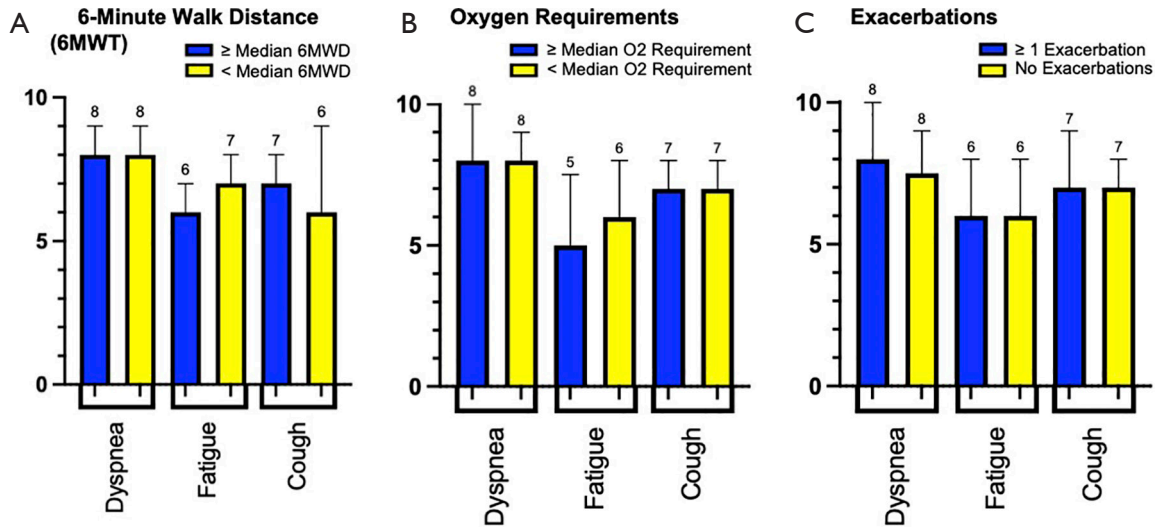 A
6-Minute Walk Distance
(6MWT)
≥ Median 6MWD
< Median 6MWD
10
5
0
8
8
6
7
7
6
Dyspnea
Fatigue
Cough
B
Oxygen Requirements
≥ Median O2 Requirement
< Median O2 Requirement
10
5
0
8
8
5
6
7
7
Dyspnea
Fatigue
Cough
C
Exacerbations
≥ 1 Exacerbation
No Exacerbations
10
5
0
8
8
6
6
7
7
Dyspnea
Fatigue
Cough